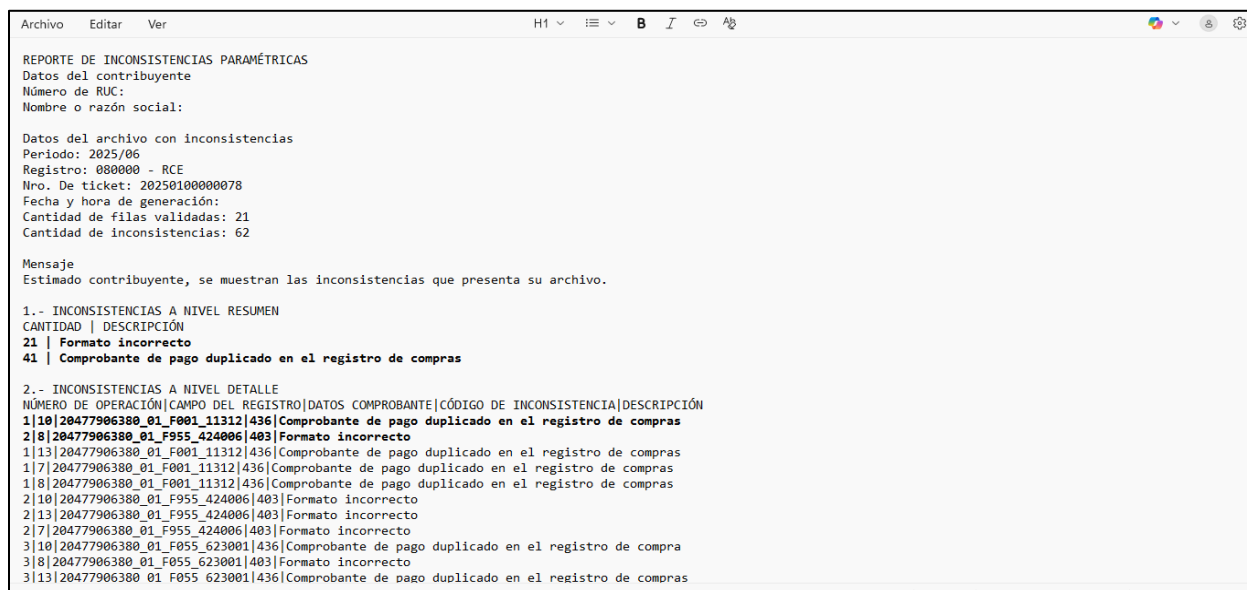 Archivo Editar Ver H1 B I
REPORTE DE INCONSISTENCIAS PARAMÉTRICAS
Datos del contribuyente
Número de RUC:
Nombre o razón social:
Datos del archivo con inconsistencias
Periodo: 2025/06
Registro: 080000 - RCE
Nro. De ticket: 20250100000078
Fecha y hora de generación:
Cantidad de filas validadas: 21
Cantidad de inconsistencias: 62
Mensaje
Estimado contribuyente, se muestran las inconsistencias que presenta su archivo.
1.- INCONSISTENCIAS A NIVEL RESUMEN
CANTIDAD | DESCRIPCIÓN
21 | Formato incorrecto
41 | Comprobante de pago duplicado en el registro de compras
2.- INCONSISTENCIAS A NIVEL DETALLE
NÚMERO DE OPERACIÓN|CAMPO DEL REGISTRO|DATOS COMPROBANTE|CÓDIGO DE INCONSISTENCIA|DESCRIPCIÓN
1|10|20477906380_01_F001_11312|436|Comprobante de pago duplicado en el registro de compras
2|8|20477906380_01_F955_424006|403|Formato incorrecto
1|13|20477906380_01_F001_11312|436|Comprobante de pago duplicado en el registro de compras
1|7|20477906380_01_F001_11312|436|Comprobante de pago duplicado en el registro de compras
1|8|20477906380_01_F001_11312|436|Comprobante de pago duplicado en el registro de compras
2|10|20477906380_01_F955_424006|403|Formato incorrecto
2|13|20477906380_01_F955_424006|403|Formato incorrecto
2|7|20477906380_01_F955_424006|403|Formato incorrecto
3|10|20477906380_01_F055_623001|436|Comprobante de pago duplicado en el registro de compra
3|8|20477906380_01_F055_623001|403|Formato incorrecto
3|13|20477906380_01_F055_623001|436|Comprobante de pago duplicado en el registro de compras